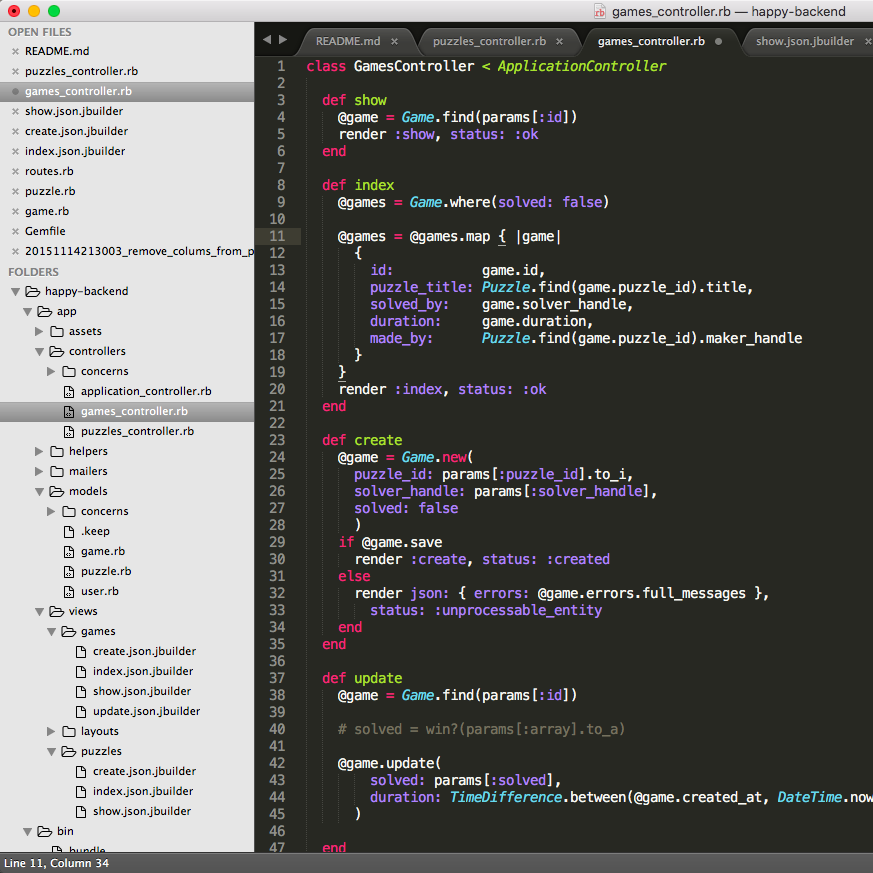 games_controller.rb — happy-backend
OPEN FILES
README.md
puzzles_controller.rb
games_controller.rb
show.json.jbuilder
create.json.jbuilder
index.json.jbuilder
routes.rb
puzzle.rb
game.rb
Gemfile
20151114213003_remove_colums_from_p
FOLDERS
happy-backend
app
assets
controllers
concerns
application_controller.rb
games_controller.rb
puzzles_controller.rb
helpers
mailers
models
concerns
.keep
game.rb
puzzle.rb
user.rb
views
games
create.json.jbuilder
index.json.jbuilder
show.json.jbuilder
update.json.jbuilder
layouts
puzzles
create.json.jbuilder
index.json.jbuilder
show.json.jbuilder
bin
bundle
README.md × puzzles_controller.rb × games_controller.rb show.json.jbuilder ×
1 class GamesController < ApplicationController
2
3 def show
4 @game = Game.find(params[:id])
5 render :show, status: :ok
6 end
7
8 def index
9 @games = Game.where(solved: false)
10
11 @games = @games.map { |game|
12 {
13 id: game.id,
14 puzzle_title: Puzzle.find(game.puzzle_id).title,
15 solved_by: game.solver_handle,
16 duration: game.duration,
17 made_by: Puzzle.find(game.puzzle_id).maker_handle
18 }
19 }
20 render :index, status: :ok
21 end
22
23 def create
24 @game = Game.new(
25 puzzle_id: params[:puzzle_id].to_i,
26 solver_handle: params[:solver_handle],
27 solved: false
28 )
29 if @game.save
30 render :create, status: :created
31 else
32 render json: { errors: @game.errors.full_messages },
33 status: :unprocessable_entity
34 end
35 end
36
37 def update
38 @game = Game.find(params[:id])
39
40 # solved = win?(params[:array].to_a)
41
42 @game.update(
43 solved: params[:solved],
44 duration: TimeDifference.between(@game.created_at, DateTime.now
45 )
46
47 end
Line 11, Column 34